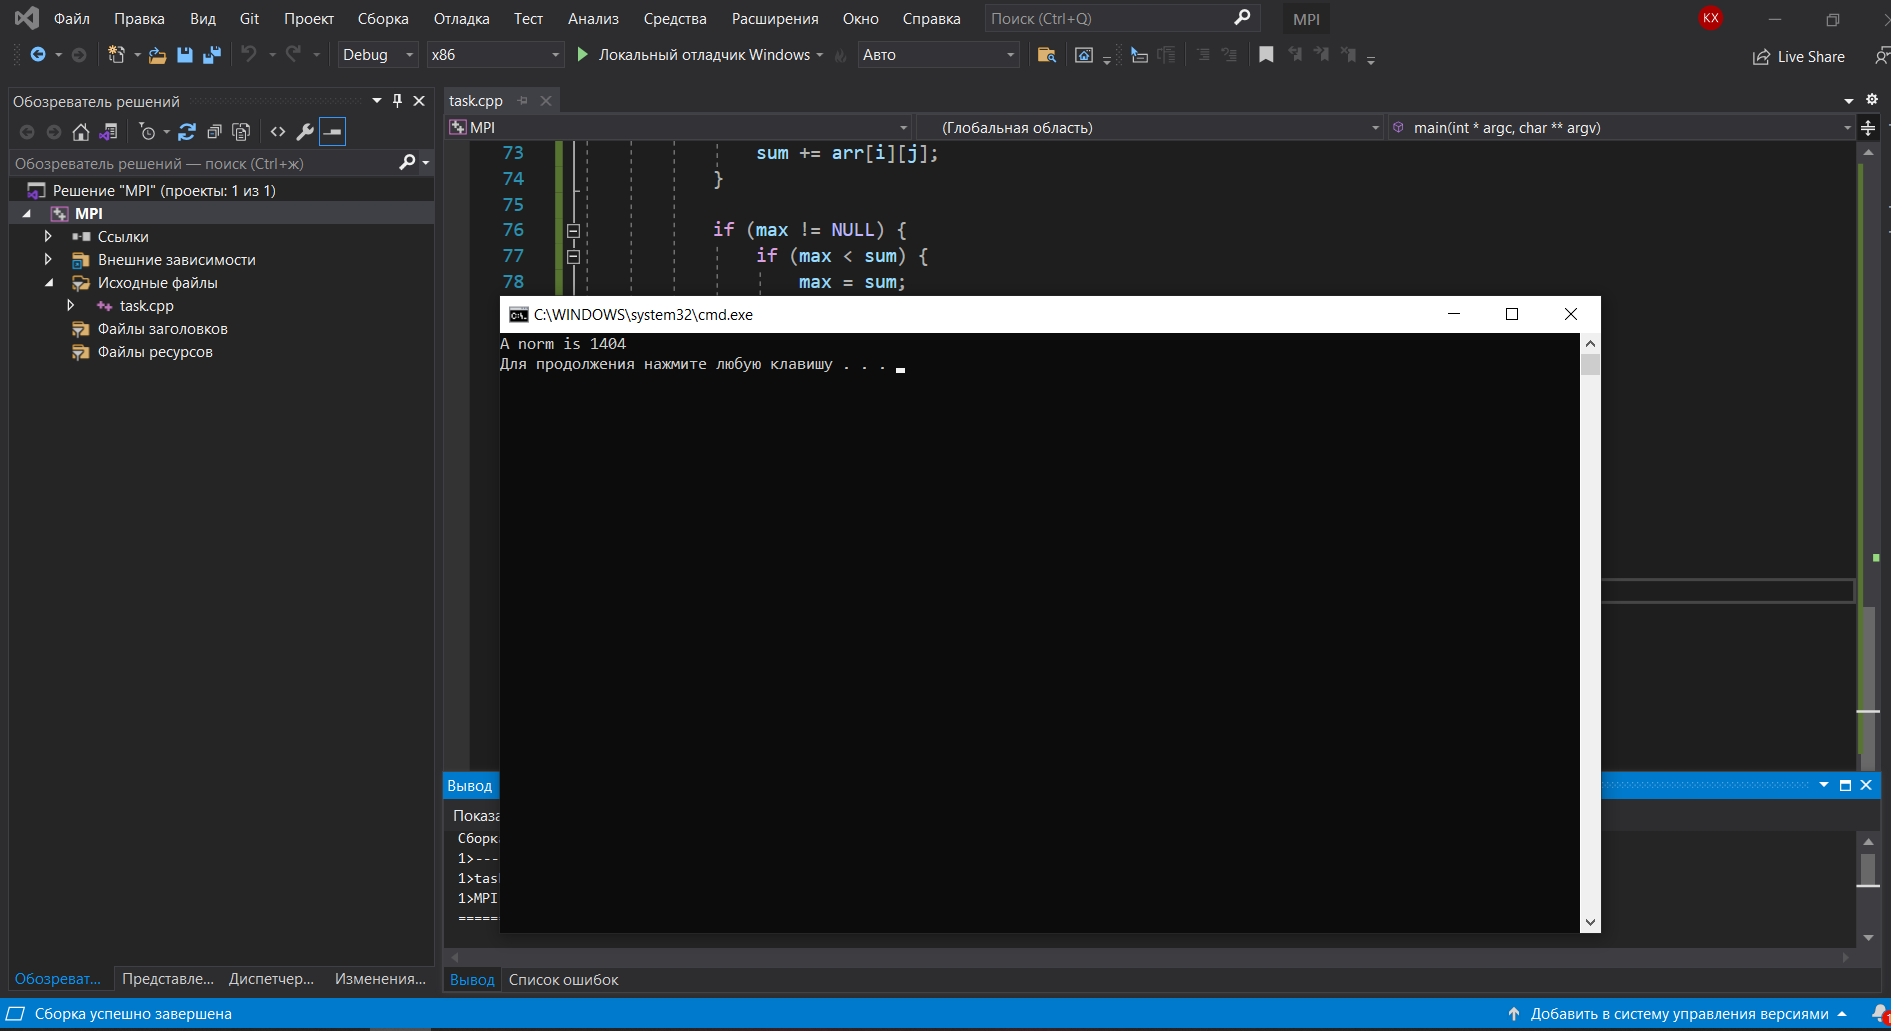 Файл Правка Вид Git Проект Сборка Отладка Тест Анализ Средства Расширения Окно Справка Поиск (Ctrl+Q) MPI KX
Debug x86 Локальный отладчик Windows Авто Live Share
Обозреватель решений
Обозреватель решений — поиск (Ctrl+ж)
Решение "MPI" (проекты: 1 из 1)
MPI
Ссылки
Внешние зависимости
Исходные файлы
task.cpp
Файлы заголовков
Файлы ресурсов
Обозреват... Представле... Диспетчер... Изменения...
task.cpp
MPI (Глобальная область) main(int * argc, char ** argv)
73 sum += arr[i][j];
74 }
75
76 if (max != NULL) {
77 if (max < sum) {
78 max = sum;
C:\WINDOWS\system32\cmd.exe
A norm is 1404
Для продолжения нажмите любую клавишу . . .
Вывод
Показа
Сборк
1>---
1>tas
1>MPI
=====
Вывод Список ошибок
Сборка успешно завершена Добавить в систему управления версиями 1